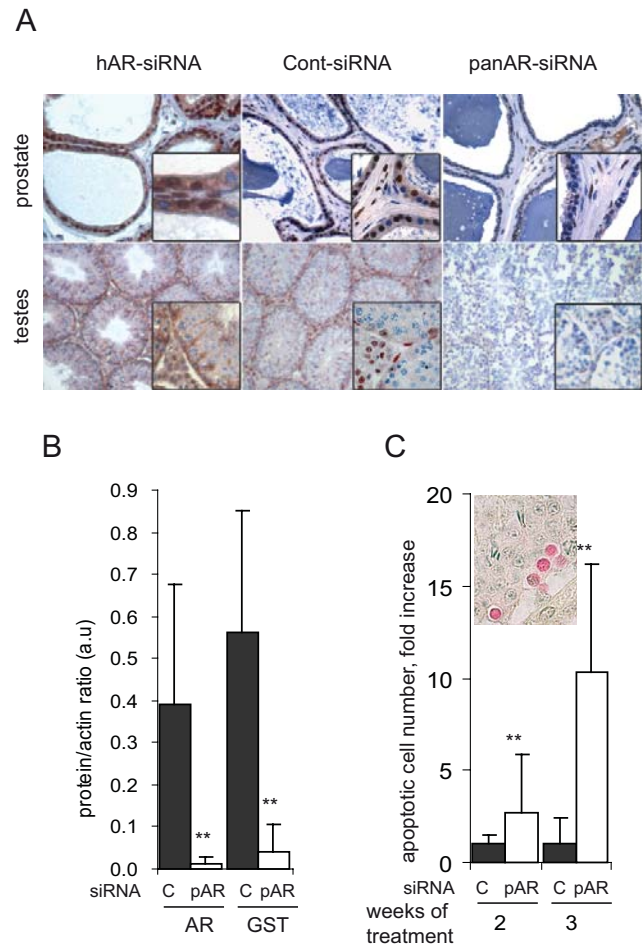 A
hAR-siRNA Cont-siRNA panAR-siRNA
prostate
testes
B
protein/actin ratio (a.u)
0.9
0.8
0.7
0.6
0.5
0.4
0.3
0.2
0.1
0.0
**
**
siRNA C pAR C pAR
AR GST
C
apoptotic cell number, fold increase
20
15
10
5
0
**
**
siRNA C pAR C pAR
weeks of
treatment 2 3